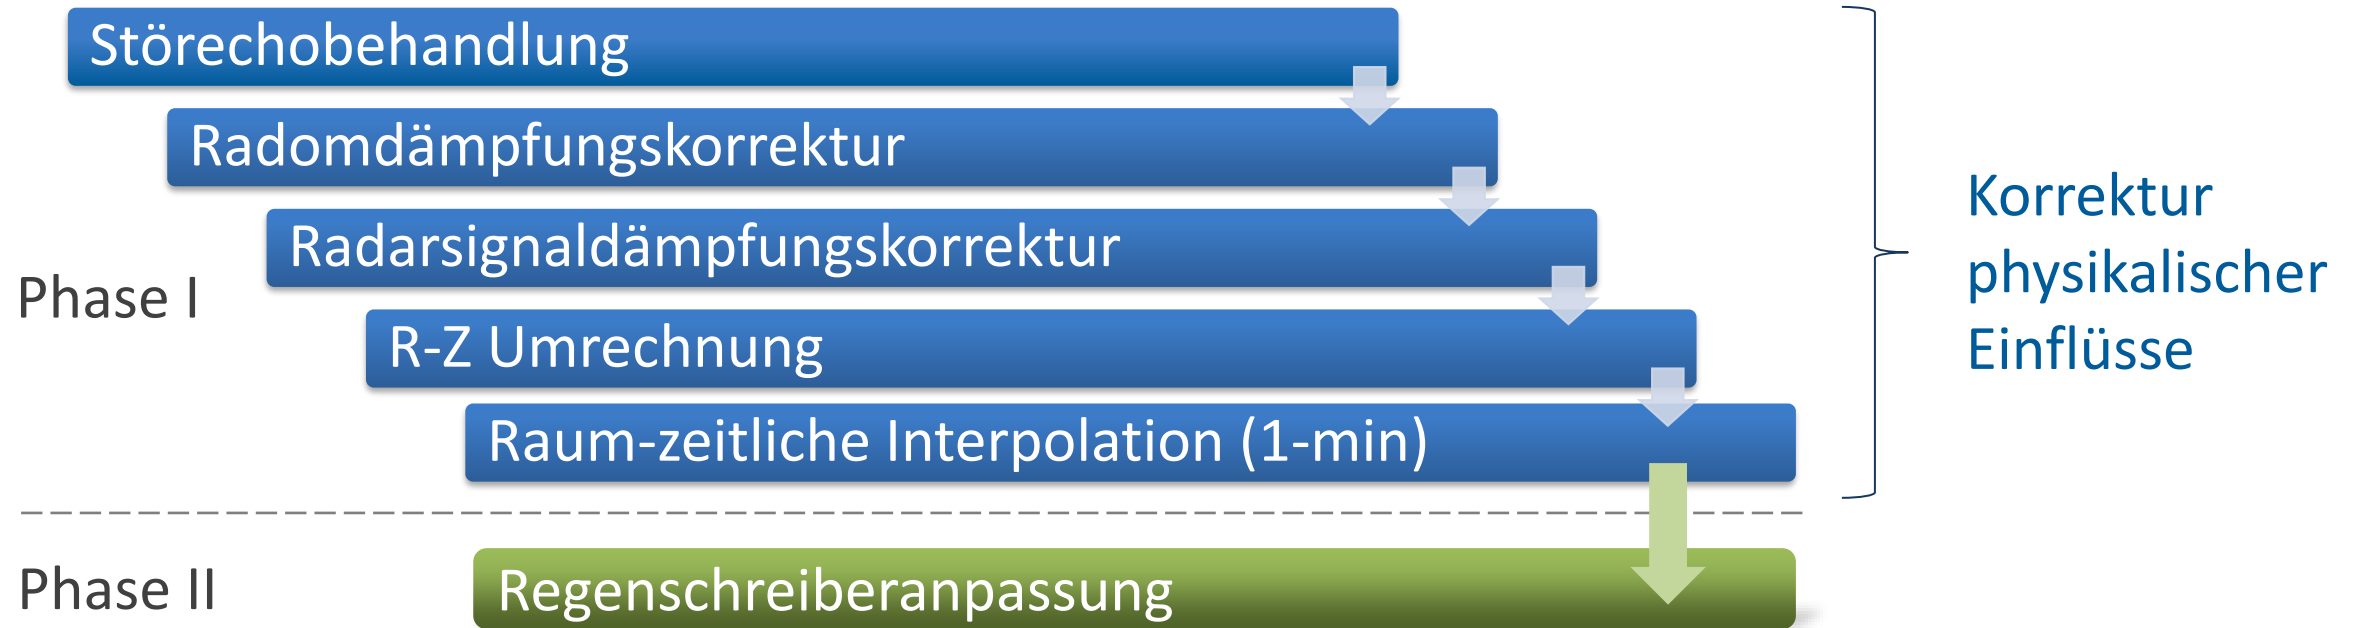 Störechobehandlung
Radomdämpfungskorrektur
Radarsignaldämpfungskorrektur
Phase I
R-Z Umrechnung
Raum-zeitliche Interpolation (1-min)
Korrektur
physikalischer
Einflüsse
Phase II
Regenschreiberanpassung